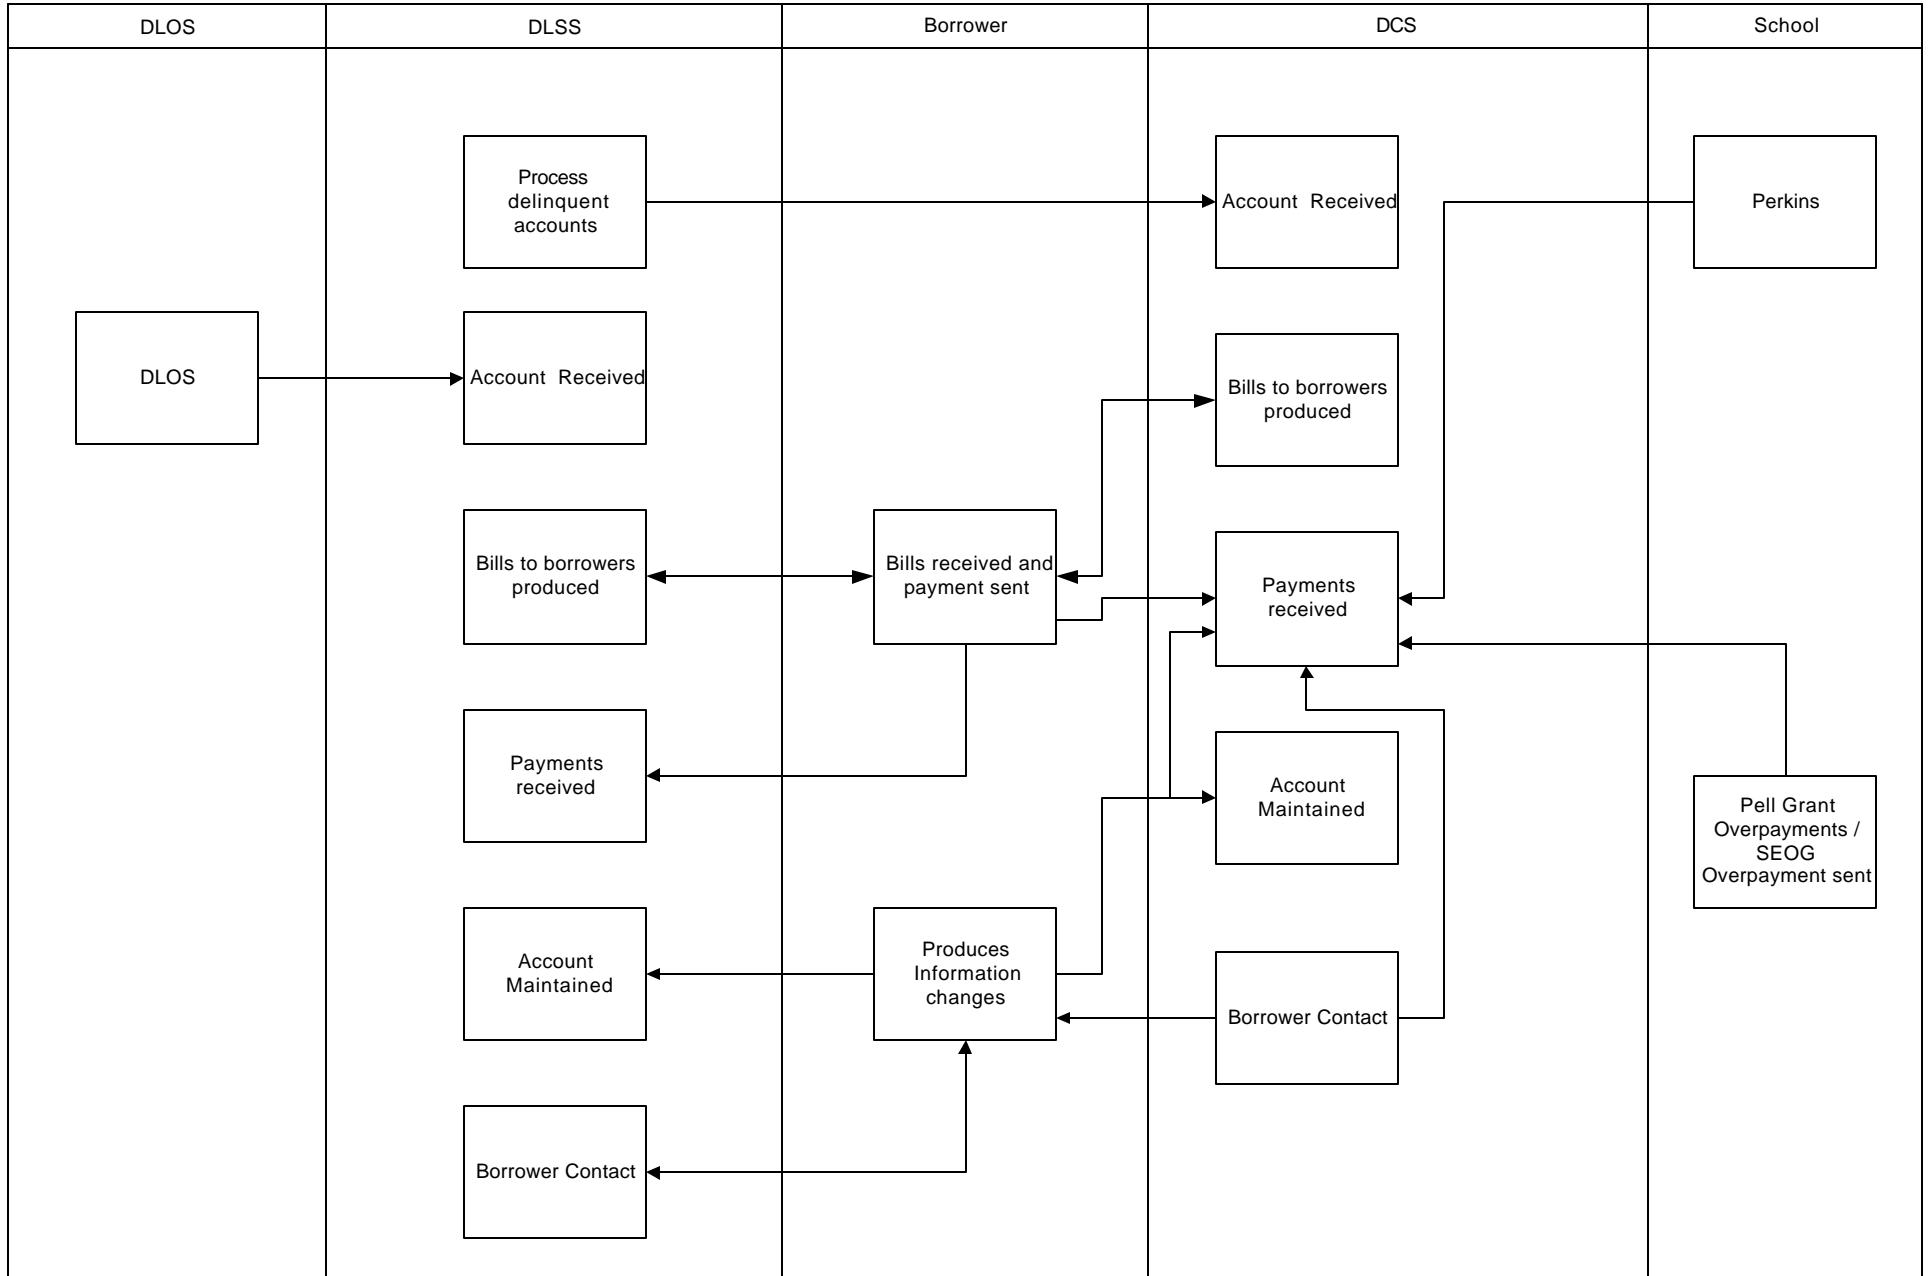 DLOS
DLSS
Borrower
DCS
School
Process
delinquent
accounts
Account Received
Perkins
DLOS
Account Received
Bills to borrowers
produced
Bills to borrowers
produced
Bills received and
payment sent
Payments
received
Payments
received
Account
Maintained
Pell Grant
Overpayments /
SEOG
Overpayment sent
Account
Maintained
Produces
Information
changes
Borrower Contact
Borrower Contact